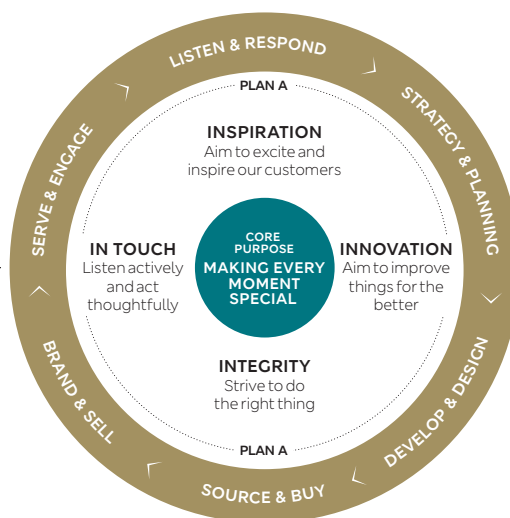 LISTEN & RESPOND
STRATEGY & PLANNING
DEVELOP & DESIGN
SOURCE & BUY
BRAND & SELL
SERVE & ENGAGE
PLAN A
INSPIRATION
Aim to excite and
inspire our customers
IN TOUCH
Listen actively
and act
thoughtfully
CORE
PURPOSE
MAKING EVERY
MOMENT
SPECIAL
INNOVATION
Aim to improve
things for the
better
INTEGRITY
Strive to do
the right thing
PLAN A